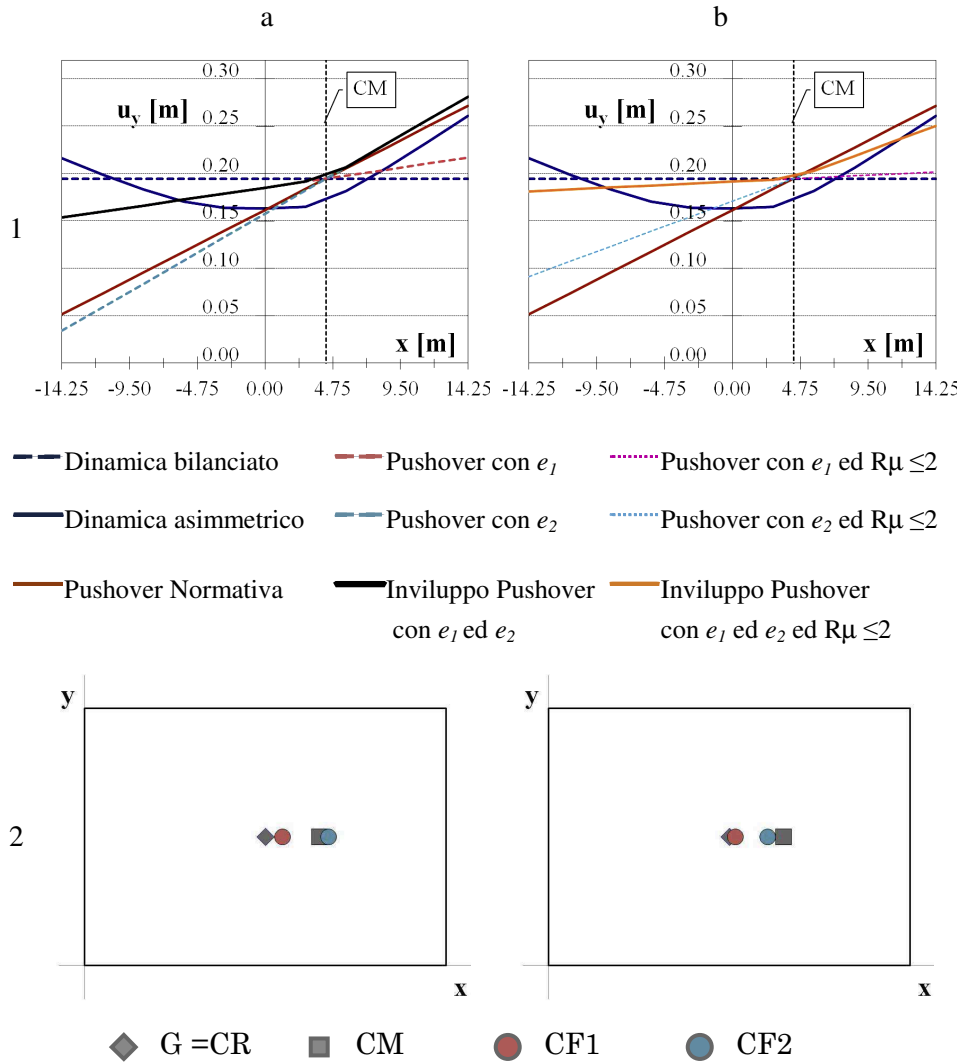 a b
0.30 0.30
CM CM
u_y [m] u_y [m]
0.25 0.25
0.20 0.20
1
0.15 0.15
0.10 0.10
0.05 0.05
x [m] x [m]
0.00 0.00
-14.25 -9.50 -4.75 0.00 4.75 9.50 14.25 -14.25 -9.50 -4.75 0.00 4.75 9.50 14.25
Dinamica bilanciato Pushover con e1 Pushover con e1 ed Rμ ≤2
Dinamica asimmetrico Pushover con e2 Pushover con e2 ed Rμ ≤2
Pushover Normativa Inviluppo Pushover Inviluppo Pushover
con e1 ed e2 con e1 ed e2 ed Rμ ≤2
y y
2
x x
G =CR CM CF1 CF2